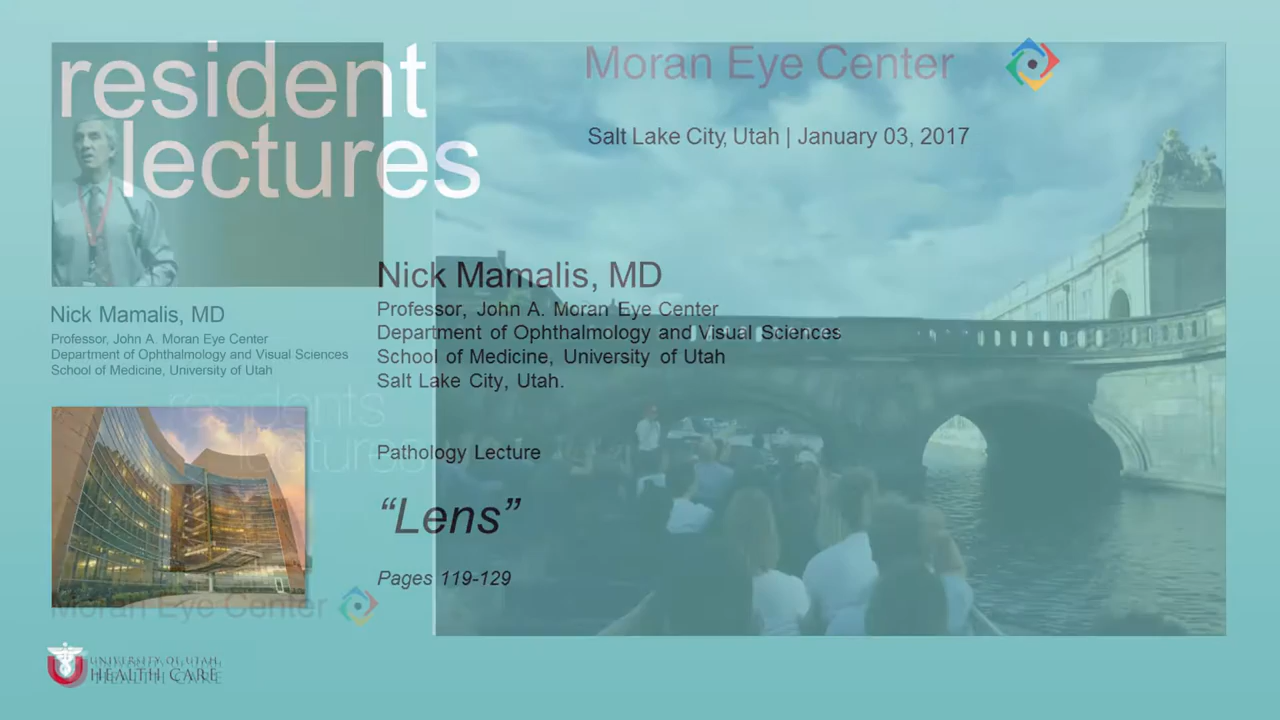 resident
lectures
Moran Eye Center
Salt Lake City, Utah | January 03, 2017
Nick Mamalis, MD
Professor, John A. Moran Eye Center
Department of Ophthalmology and Visual Sciences
School of Medicine, University of Utah
Salt Lake City, Utah.
Pathology Lecture
“Lens”
Pages 119-129
Nick Mamalis, MD
Professor, John A. Moran Eye Center
Department of Ophthalmology and Visual Sciences
School of Medicine, University of Utah
residents
lectures
Moran Eye Center
UNIVERSITY OF UTAH
HEALTH CARE